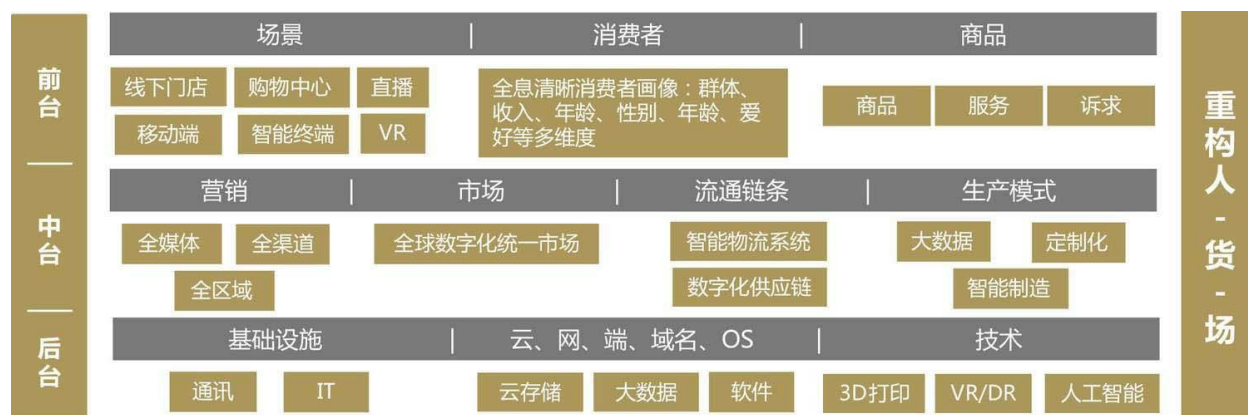 前台
场景 | 消费者 | 商品
线下门店 购物中心 直播
移动端 智能终端 VR
全息清晰消费者画像：群体、
收入、年龄、性别、年龄、爱
好等多维度
商品 服务 诉求
中台
营销 | 市场 | 流通链条 | 生产模式
全媒体 全渠道
全区域
全球数字化统一市场
智能物流系统
数字化供应链
大数据 定制化
智能制造
后台
基础设施 | 云、网、端、域名、OS | 技术
通讯 IT
云存储 大数据 软件
3D打印 VR/DR 人工智能
重构人-货-场